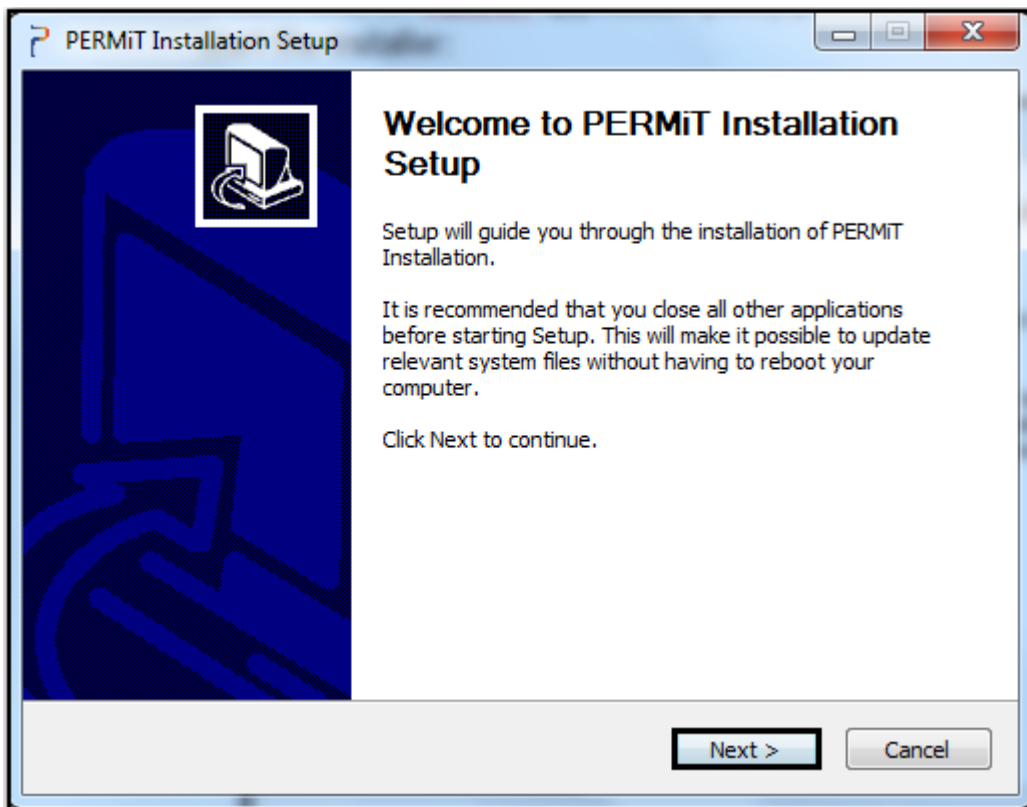 PERMiT Installation Setup
Welcome to PERMiT Installation
Setup
Setup will guide you through the installation of PERMiT
Installation.
It is recommended that you close all other applications
before starting Setup. This will make it possible to update
relevant system files without having to reboot your
computer.
Click Next to continue.
Next >
Cancel